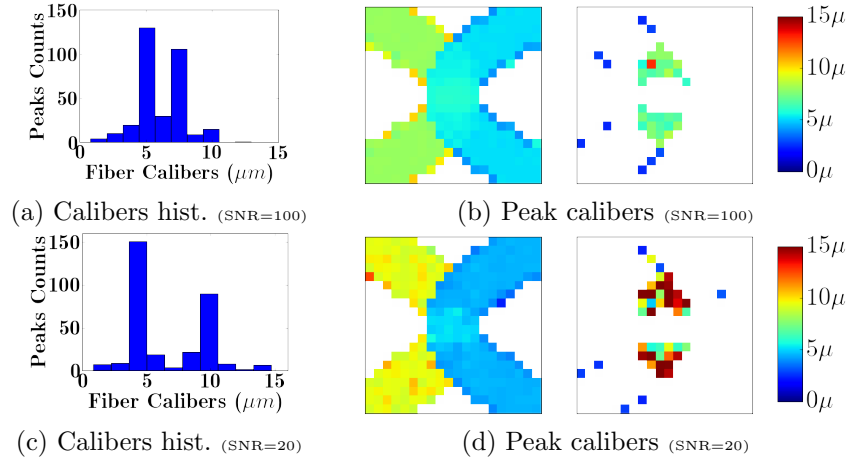 150
100
50
0
Peaks Counts
0 5 10 15
Fiber Calibers (μm)
15μ
10μ
5μ
0μ
(a) Calibers hist. (SNR=100)
(b) Peak calibers (SNR=100)
150
100
50
0
Peaks Counts
0 5 10 15
Fiber Calibers (μm)
15μ
10μ
5μ
0μ
(c) Calibers hist. (SNR=20)
(d) Peak calibers (SNR=20)